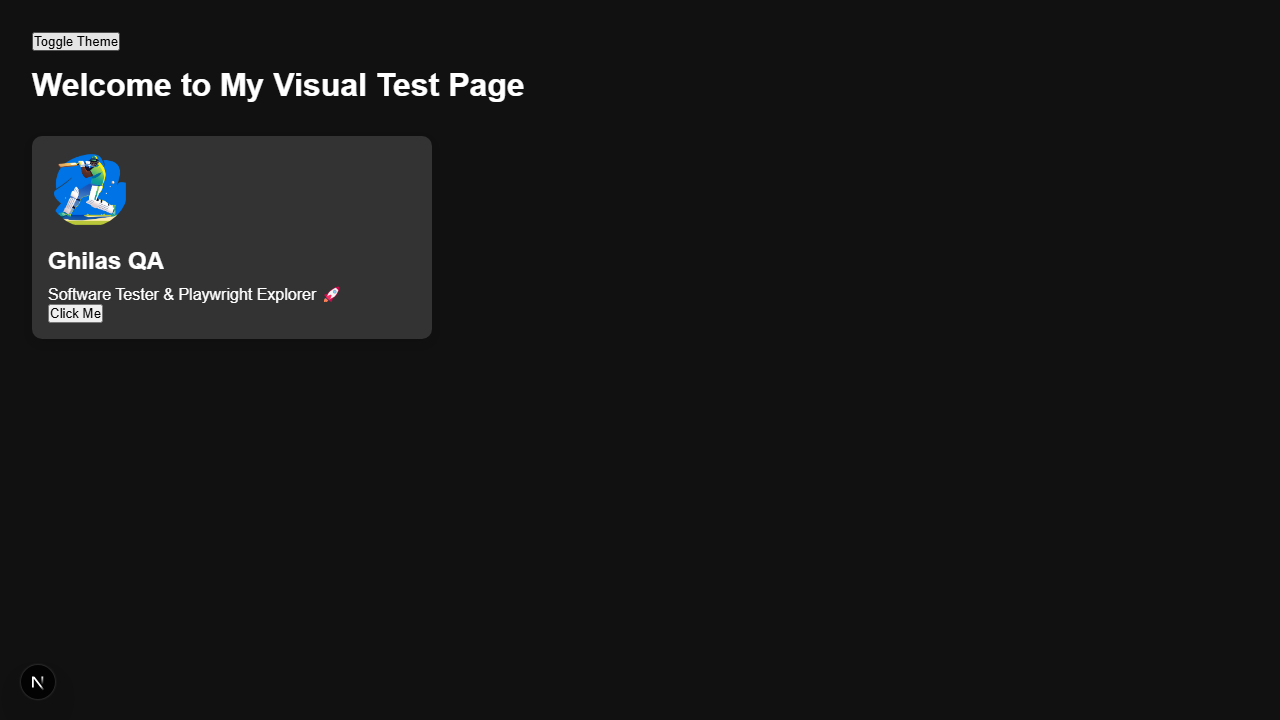 Toggle Theme
Welcome to My Visual Test Page
Ghilas QA
Software Tester & Playwright Explorer 🚀
Click Me
N